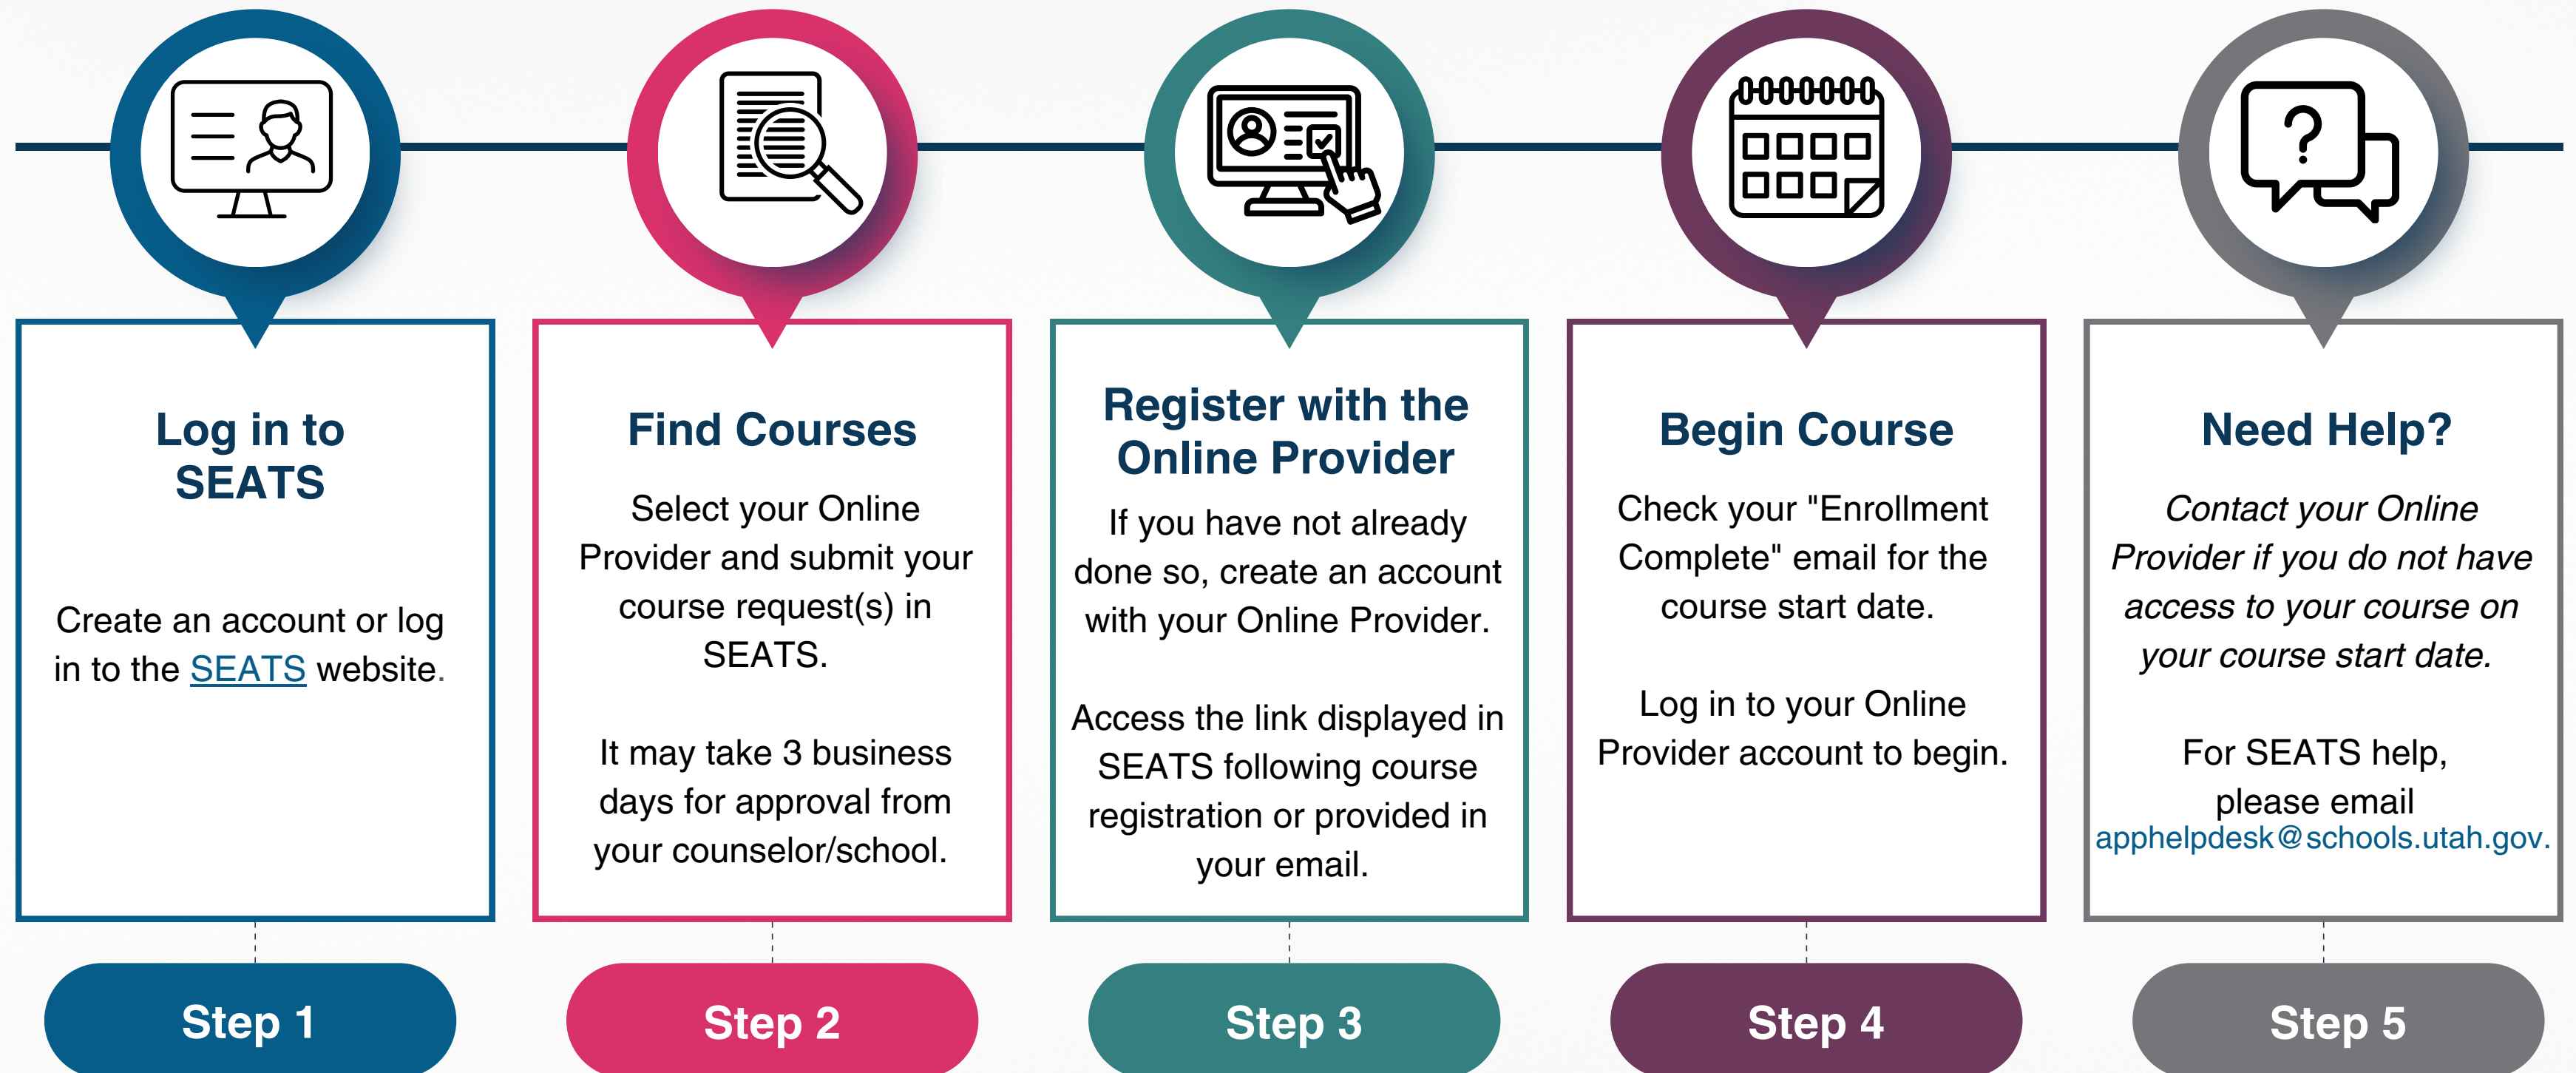 Log in to
SEATS
Create an account or log
in to the SEATS website.
Step 1
Find Courses
Select your Online
Provider and submit your
course request(s) in
SEATS.
It may take 3 business
days for approval from
your counselor/school.
Step 2
Register with the
Online Provider
If you have not already
done so, create an account
with your Online Provider.
Access the link displayed in
SEATS following course
registration or provided in
your email.
Step 3
Begin Course
Check your "Enrollment
Complete" email for the
course start date.
Log in to your Online
Provider account to begin.
Step 4
Need Help?
Contact your Online
Provider if you do not have
access to your course on
your course start date.
For SEATS help,
please email
apphelpdesk@schools.utah.gov.
Step 5